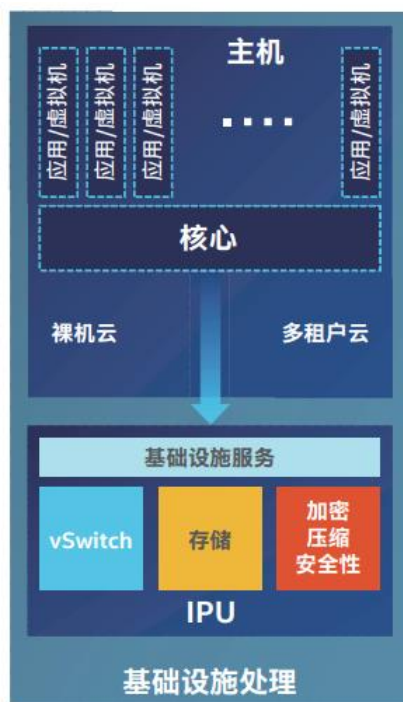 主机
应用/虚拟机
应用/虚拟机
应用/虚拟机
....
应用/虚拟机
核心
裸机云
多租户云
基础设施服务
vSwitch
存储
加密
压缩
安全性
IPU
基础设施处理